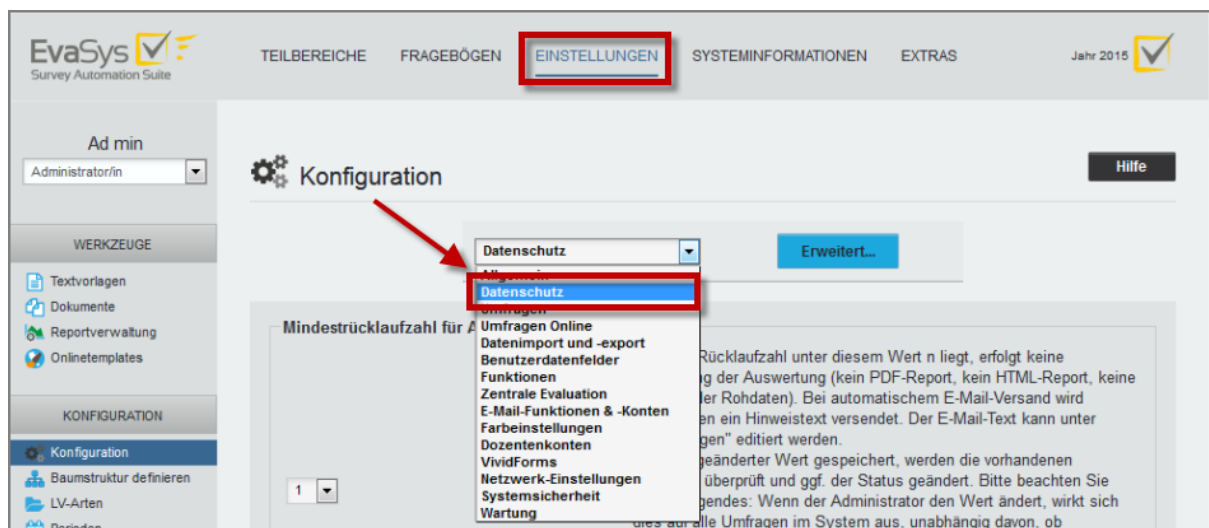 EvaSys
Survey Automation Suite
TEILBEREICHE FRAGEBÖGEN EINSTELLUNGEN SYSTEMINFORMATIONEN EXTRAS
Jahr 2015
Ad min
Administrator/in
Konfiguration
Hilfe
WERKZEUGE
Textvorlagen
Dokumente
Reportverwaltung
Onlinetemplates
KONFIGURATION
Konfiguration
Baumstruktur definieren
LV-Arten
Perioden
Datenschutz
Erweitert...
Allgemein
Datenschutz
Umfragen
Umfragen Online
Datenimport und -export
Benutzerdatenfelder
Funktionen
Zentrale Evaluation
E-Mail-Funktionen & -Konten
Farbeinstellungen
Dozentenkonten
VividForms
Netzwerk-Einstellungen
Systemsicherheit
Wartung
Mindestrücklaufzahl für A
1
Rücklaufzahl unter diesem Wert n liegt, erfolgt keine
g der Auswertung (kein PDF-Report, kein HTML-Report, keine
er Rohdaten). Bei automatischem E-Mail-Versand wird
en ein Hinweistext versendet. Der E-Mail-Text kann unter
gen" editiert werden.
geänderter Wert gespeichert, werden die vorhandenen
überprüft und ggf. der Status geändert. Bitte beachten Sie
gendes: Wenn der Administrator den Wert ändert, wirkt sich
dies auf alle Umfragen im System aus, unabhängig davon, ob